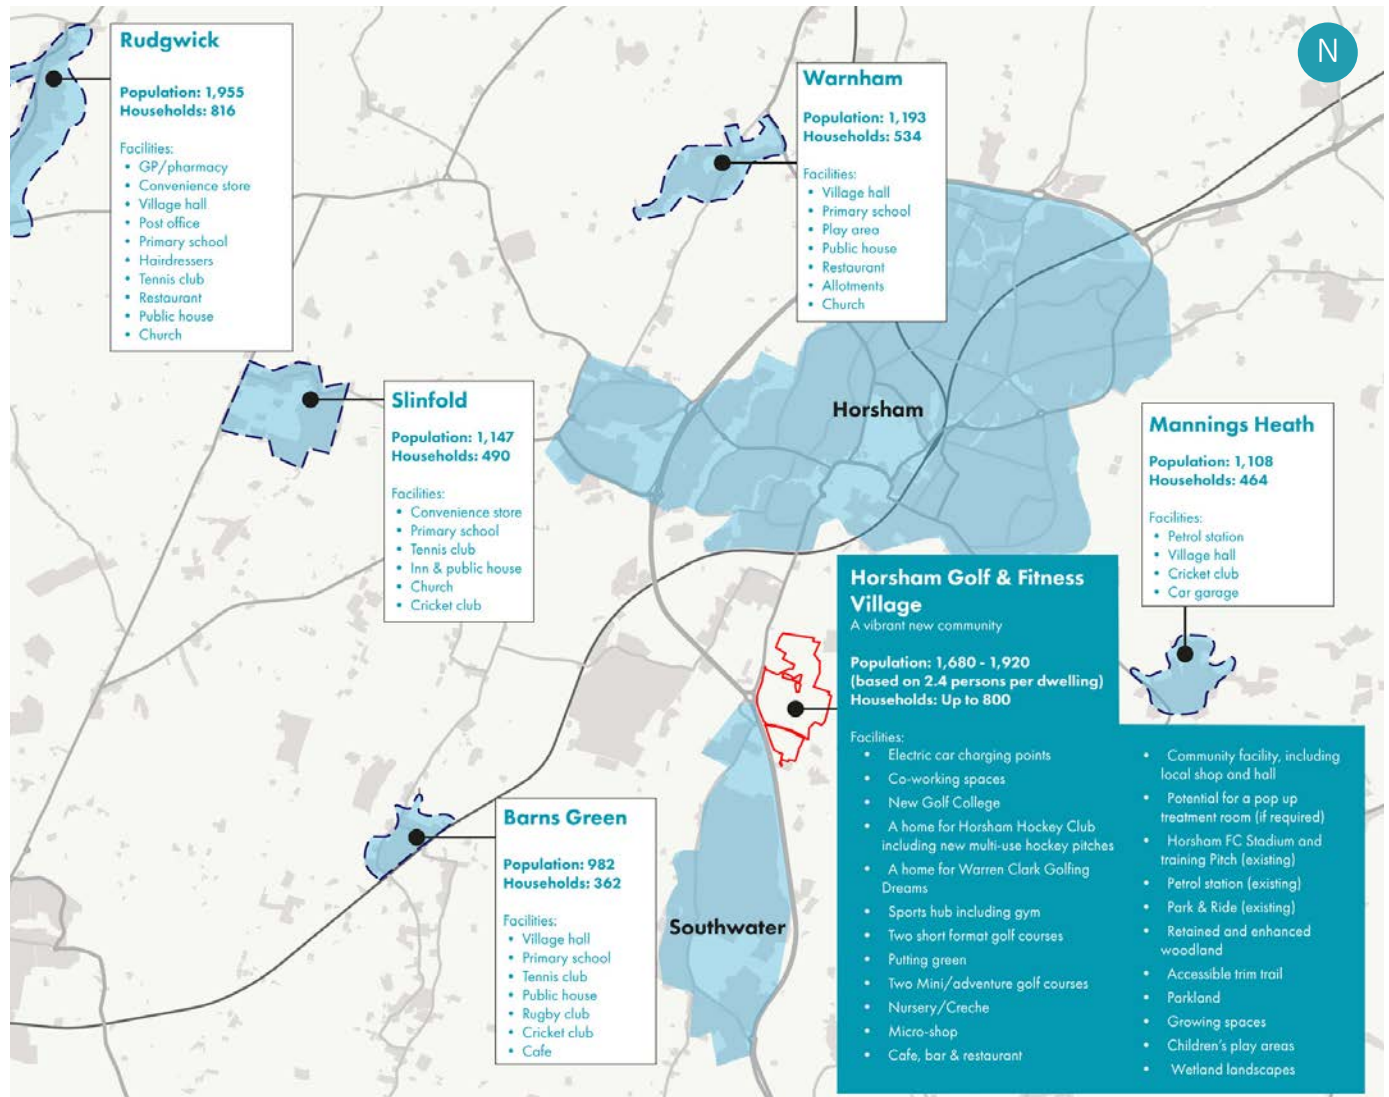 N
Rudgwick
Population: 1,955
Households: 816
Facilities:
• GP/pharmacy
• Convenience store
• Village hall
• Post office
• Primary school
• Hairdressers
• Tennis club
• Restaurant
• Public house
• Church
Warnham
Population: 1,193
Households: 534
Facilities:
• Village hall
• Primary school
• Play area
• Public house
• Restaurant
• Allotments
• Church
Slinfold
Population: 1,147
Households: 490
Facilities:
• Convenience store
• Primary school
• Tennis club
• Inn & public house
• Church
• Cricket club
Horsham
Mannings Heath
Population: 1,108
Households: 464
Facilities:
• Petrol station
• Village hall
• Cricket club
• Car garage
Barns Green
Population: 982
Households: 362
Facilities:
• Village hall
• Primary school
• Tennis club
• Public house
• Rugby club
• Cricket club
• Cafe
Southwater
Horsham Golf & Fitness
Village
A vibrant new community
Population: 1,680 - 1,920
(based on 2.4 persons per dwelling)
Households: Up to 800
Facilities:
• Electric car charging points
• Co-working spaces
• New Golf College
• A home for Horsham Hockey Club
including new multi-use hockey pitches
• A home for Warren Clark Golfing
Dreams
• Sports hub including gym
• Two short format golf courses
• Putting green
• Two Mini/adventure golf courses
• Nursery/Creche
• Micro-shop
• Cafe, bar & restaurant
• Community facility, including
local shop and hall
• Potential for a pop up
treatment room (if required)
• Horsham FC Stadium and
training Pitch (existing)
• Petrol station (existing)
• Park & Ride (existing)
• Retained and enhanced
woodland
• Accessible trim trail
• Parkland
• Growing spaces
• Children's play areas
• Wetland landscapes